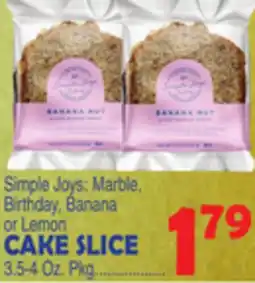 BANANA NUT
BANANA NUT
Simple Joys: Marble,
Birthday, Banana
or Lemon
CAKE SLICE
3.5-4 Oz. Pkg.....................
1.79